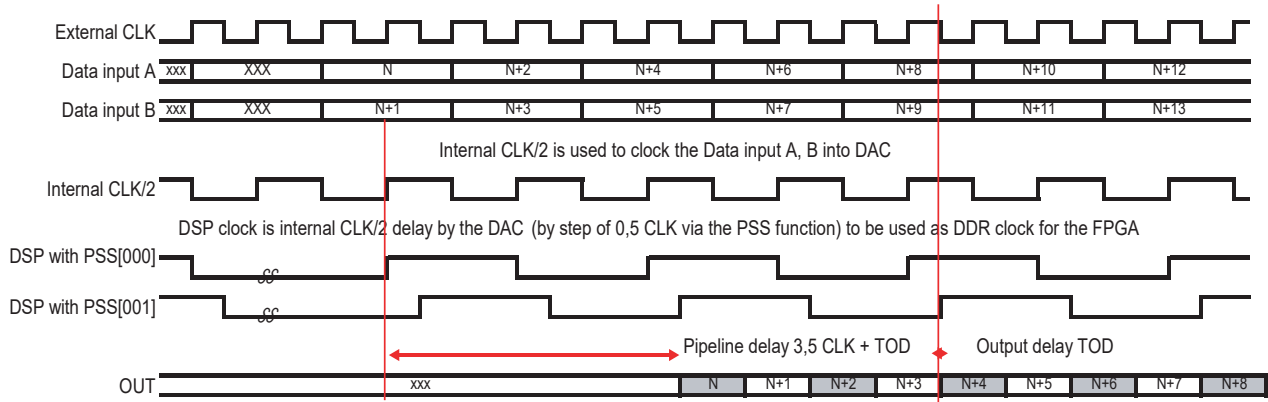 External CLK
Data input A xxx XXX N N+2 N+4 N+6 N+8 N+10 N+12
Data input B xxx XXX N+1 N+3 N+5 N+7 N+9 N+11 N+13
Internal CLK/2 is used to clock the Data input A, B into DAC
Internal CLK/2
DSP clock is internal CLK/2 delay by the DAC (by step of 0,5 CLK via the PSS function) to be used as DDR clock for the FPGA
DSP with PSS[000]
DSP with PSS[001]
Pipeline delay 3,5 CLK + TOD Output delay TOD
OUT xxx N N+1 N+2 N+3 N+4 N+5 N+6 N+7 N+8